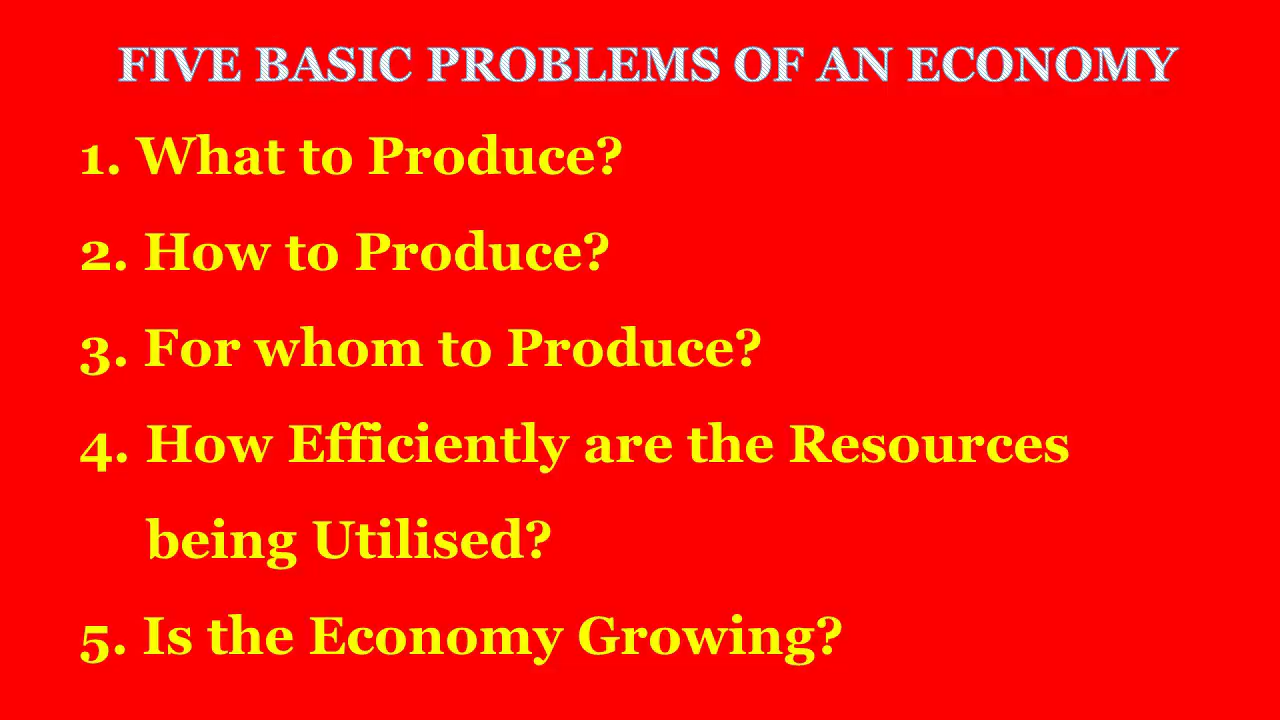 FIVE BASIC PROBLEMS OF AN ECONOMY
1. What to Produce?
2. How to Produce?
3. For whom to Produce?
4. How Efficiently are the Resources
being Utilised?
5. Is the Economy Growing?